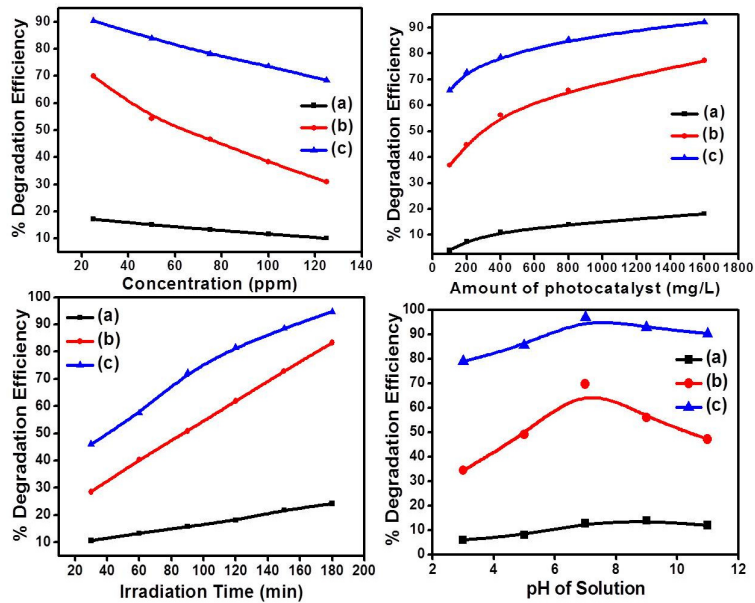 % Degradation Efficiency
90
80
70
60
50
40
30
20
10
20 40 60 80 100 120 140
Concentration (ppm)
(a)
(b)
(c)
% Degradation Efficiency
90
80
70
60
50
40
30
20
10
0 200 400 600 800 1000 1200 1400 1600 1800
Amount of photocatalyst (mg/L)
(a)
(b)
(c)
% Degradation Efficiency
100
90
80
70
60
50
40
30
20
10
20 40 60 80 100 120 140 160 180 200
Irradiation Time (min)
(a)
(b)
(c)
% Degradation Efficiency
100
90
80
70
60
50
40
30
20
10
0
2 4 6 8 10 12
pH of Solution
(a)
(b)
(c)